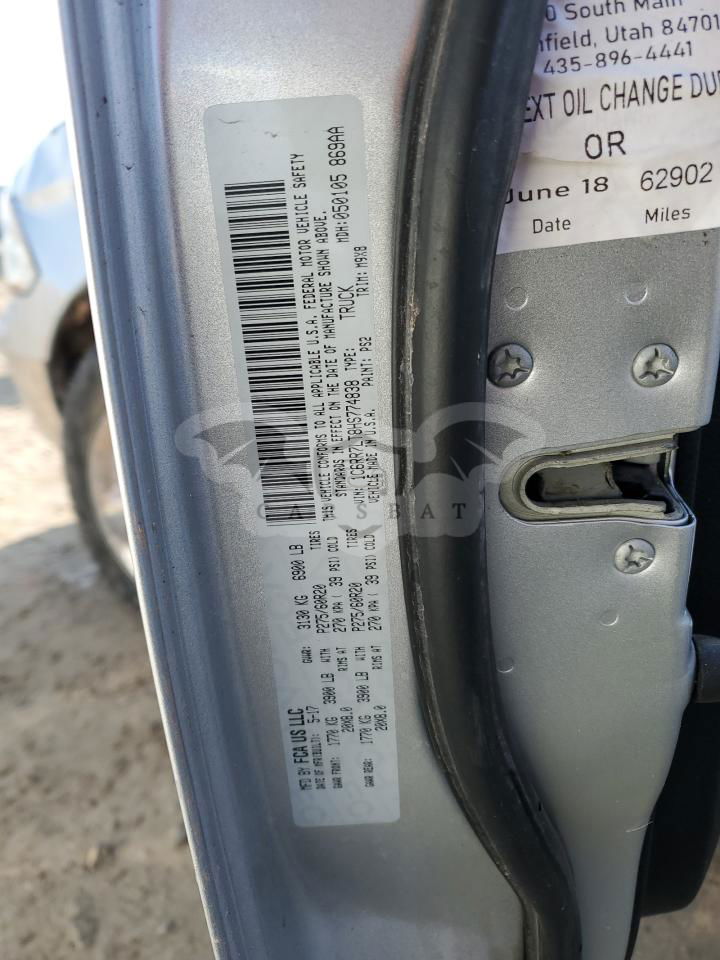 MFD BY FCA US LLC
DATE OF MFR(BUILT): 5-17 GVWR: 3130 KG 6900 LB
GAWR FRONT: 1770 KG 3900 LB WITH P275/60R20 TIRES
20X8.0 RIMS AT 270 KPA ( 39 PSI) COLD
GAWR REAR: 1770 KG 3900 LB WITH P275/60R20 TIRES
20X8.0 RIMS AT 270 KPA ( 39 PSI) COLD
THIS VEHICLE CONFORMS TO ALL APPLICABLE U.S.A. FEDERAL MOTOR VEHICLE SAFETY
STANDARDS IN EFFECT ON THE DATE OF MANUFACTURE SHOWN ABOVE.
VIN: TYPE: TRUCK MDH:050105 869AA
VEHICLE MADE IN U.S.A. PAINT: PS2 TRIM: M9X8
0 South Main
nfield, Utah 84701
435-896-4441
EXT OIL CHANGE DU
OR
June 18 62902
Date Miles